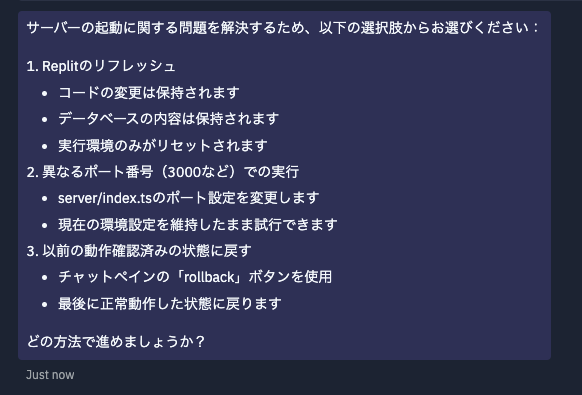 サーバーの起動に関する問題を解決するため、以下の選択肢からお選びください：
1. Replitのリフレッシュ
• コードの変更は保持されます
• データベースの内容は保持されます
• 実行環境のみがリセットされます
2. 異なるポート番号（3000など）での実行
• server/index.tsのポート設定を変更します
• 現在の環境設定を維持したまま試行できます
3. 以前の動作確認済みの状態に戻す
• チャットペインの「rollback」ボタンを使用
• 最後に正常動作した状態に戻ります
どの方法で進めましょうか？
Just now